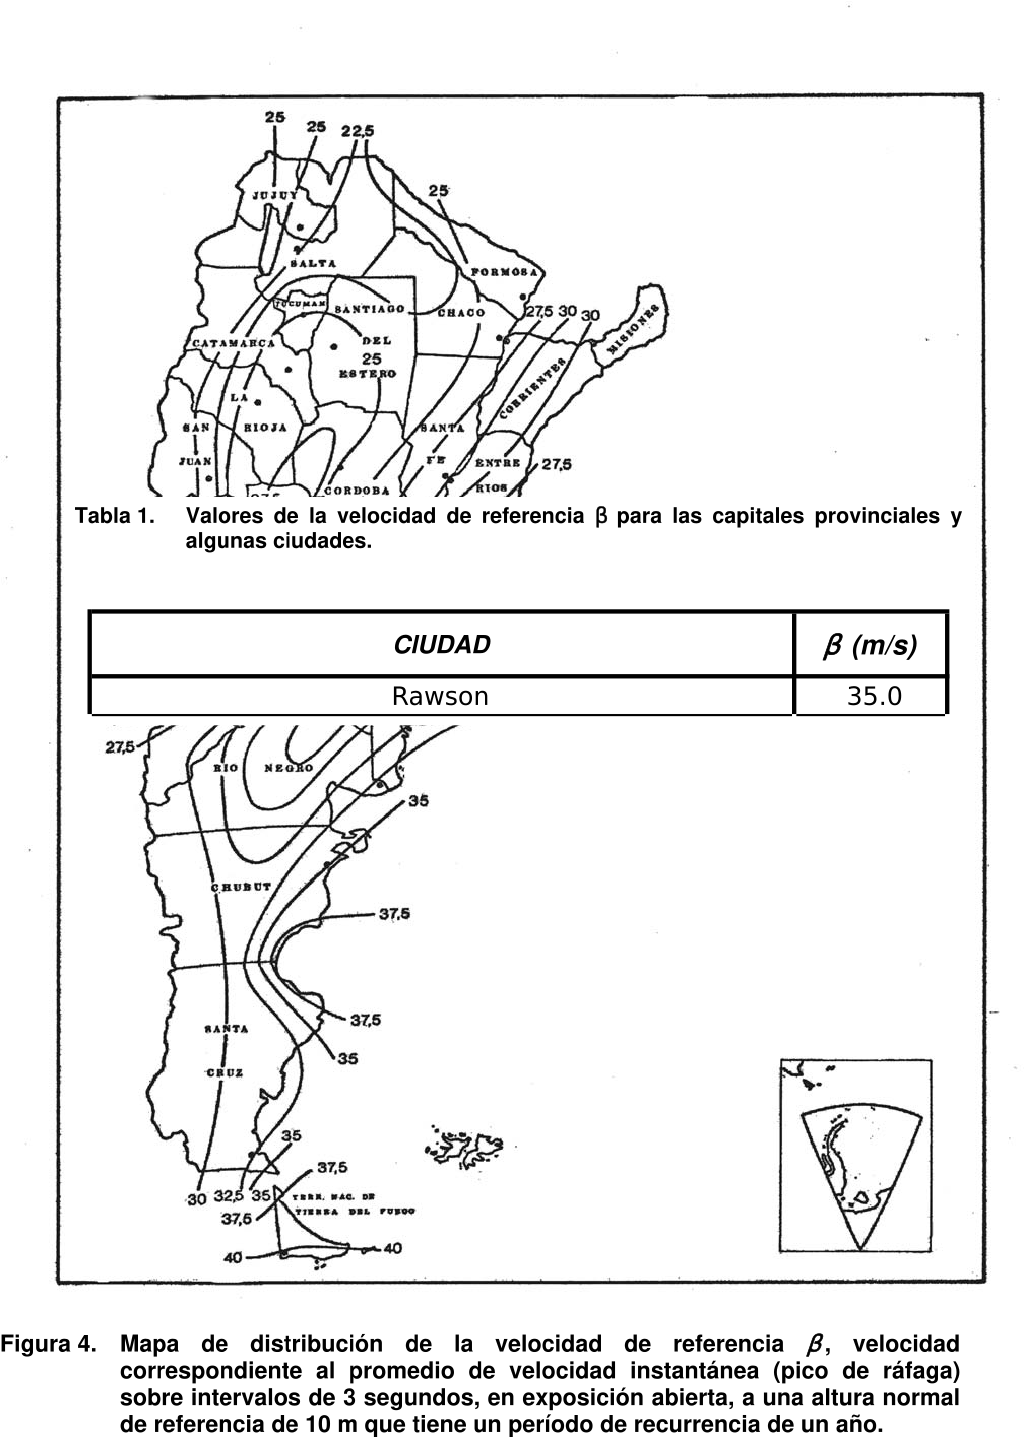 25 25 22,5
JUJUY
25
SALTA
FORMOSA
TUCUMAN SANTIAGO CHACO 27,5 30 30
MISIONES
CATAMARCA DEL
25
ESTERO
CORRIENTES
LA
SAN RIOJA SANTA
JUAN FE ENTRE 27,5
CORDOBA RIOS
Tabla 1. Valores de la velocidad de referencia β para las capitales provinciales y
algunas ciudades.
CIUDAD β (m/s)
Rawson 35.0
27,5
RIO NEGRO
35
CHUBUT
37,5
37,5
SANTA
35
CRUZ
35
37,5
30 32,5 35 TERR. NAC. DE
37,5 TIERRA DEL FUEGO
40 40
Figura 4. Mapa de distribución de la velocidad de referencia β, velocidad
correspondiente al promedio de velocidad instantánea (pico de ráfaga)
sobre intervalos de 3 segundos, en exposición abierta, a una altura normal
de referencia de 10 m que tiene un período de recurrencia de un año.